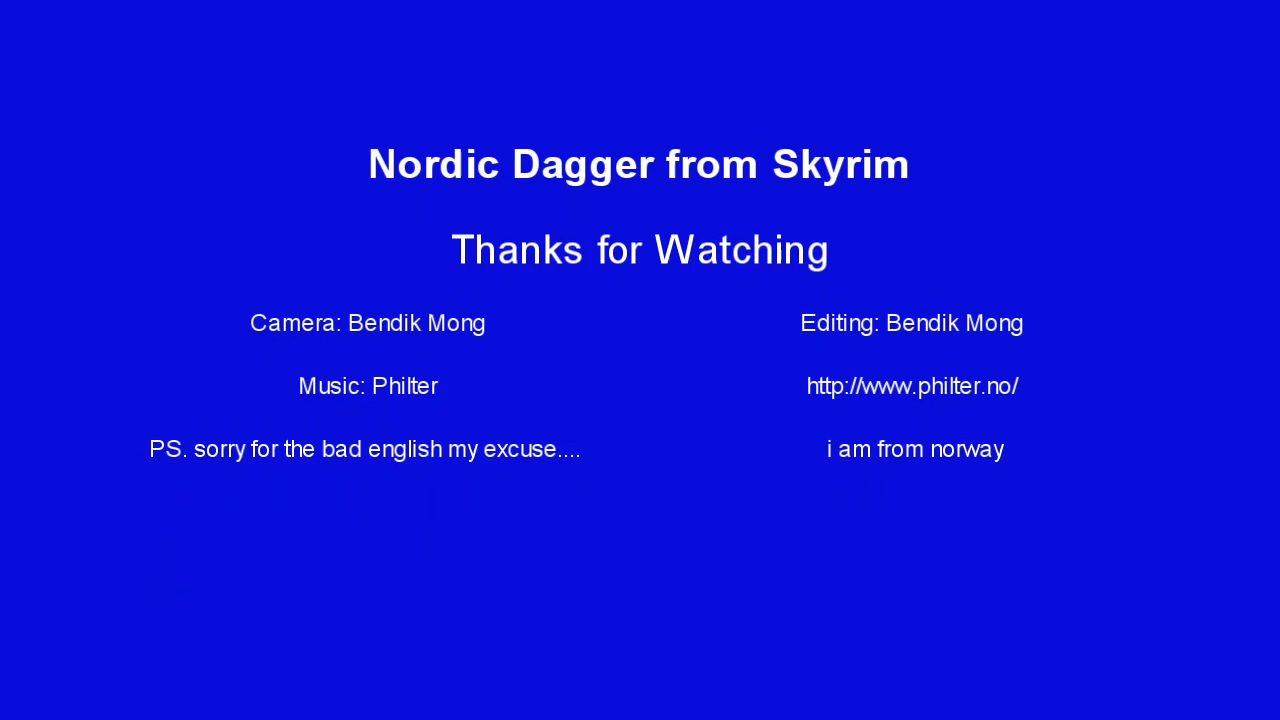 Nordic Dagger from Skyrim
Thanks for Watching
Camera: Bendik Mong
Editing: Bendik Mong
Music: Philter
http://www.philter.no/
PS. sorry for the bad english my excuse....
i am from norway